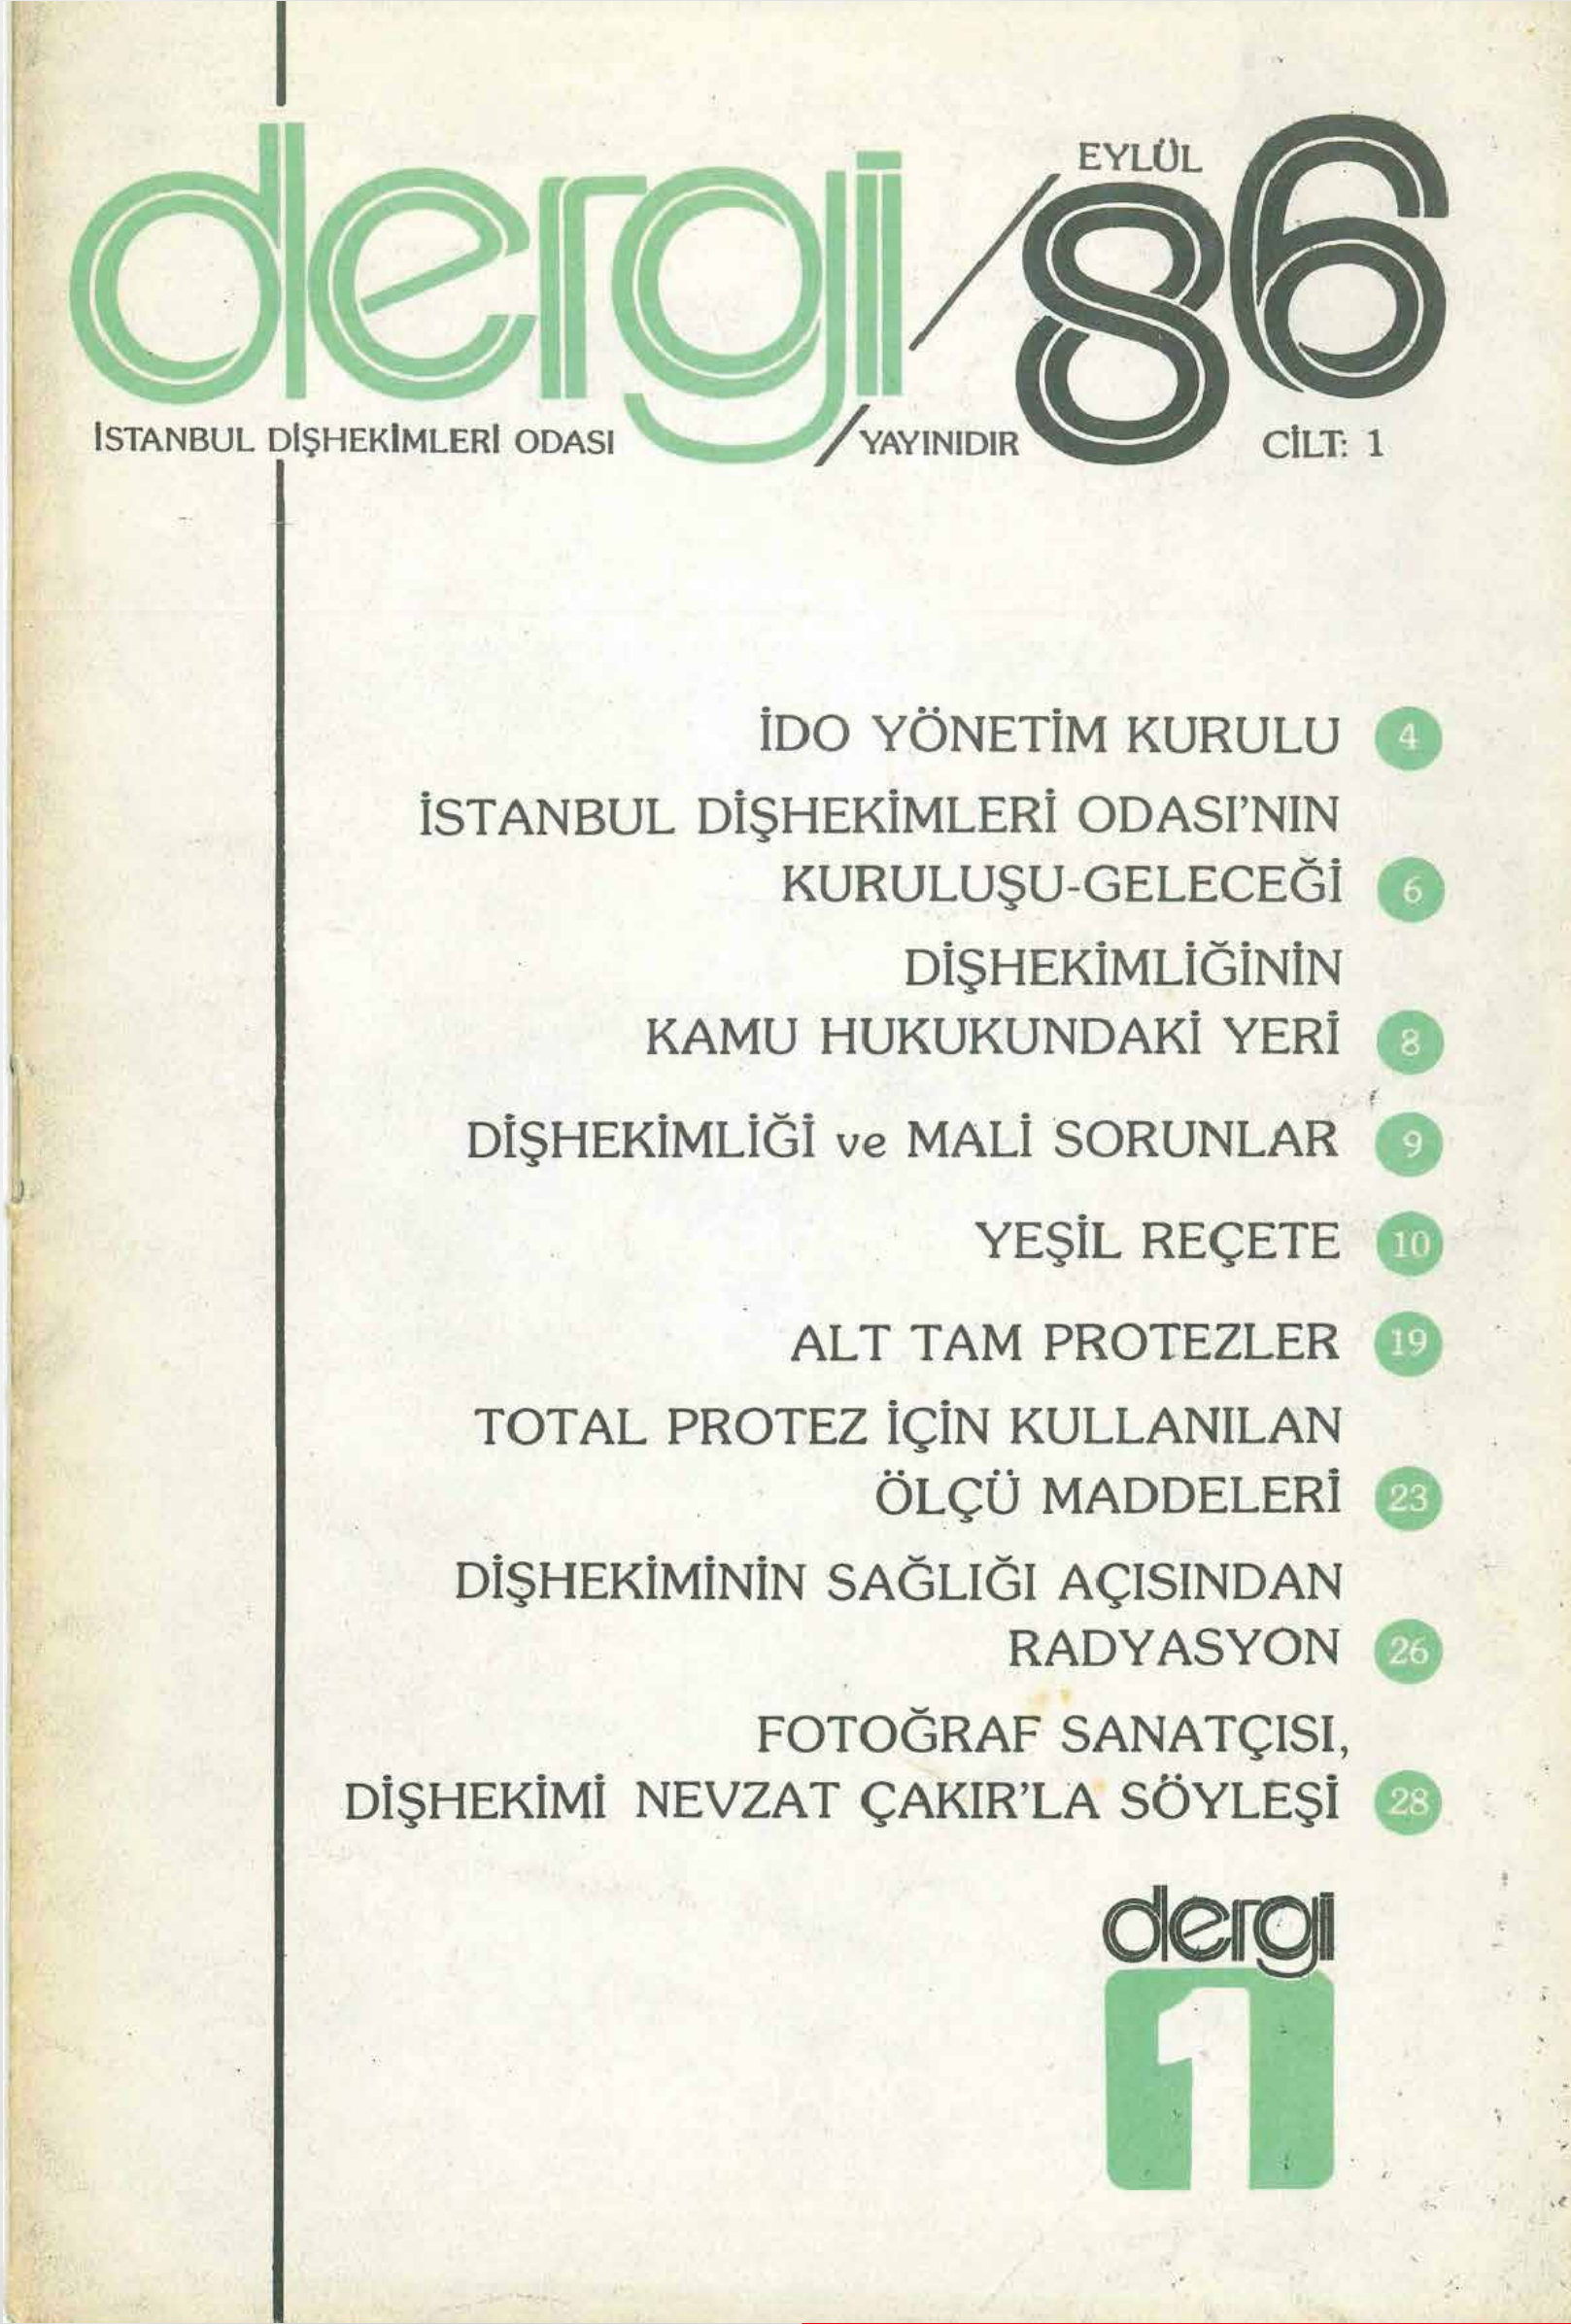 dergi/86
EYLÜL
İSTANBUL DİŞHEKİMLERİ ODASI / YAYINIDIR
CİLT: 1
İDO YÖNETİM KURULU 4
İSTANBUL DİŞHEKİMLERİ ODASI'NIN
KURULUŞU-GELECEĞİ 6
DİŞHEKİMLİĞİNİN
KAMU HUKUKUNDAKİ YERİ 8
DİŞHEKİMLİĞİ ve MALİ SORUNLAR 9
YEŞİL REÇETE 10
ALT TAM PROTEZLER 19
TOTAL PROTEZ İÇİN KULLANILAN
ÖLÇÜ MADDELERİ 23
DİŞHEKİMİNİN SAĞLIĞI AÇISINDAN
RADYASYON 26
FOTOĞRAF SANATÇISI,
DİŞHEKİMİ NEVZAT ÇAKIR'LA SÖYLEŞİ 28
dergi
1